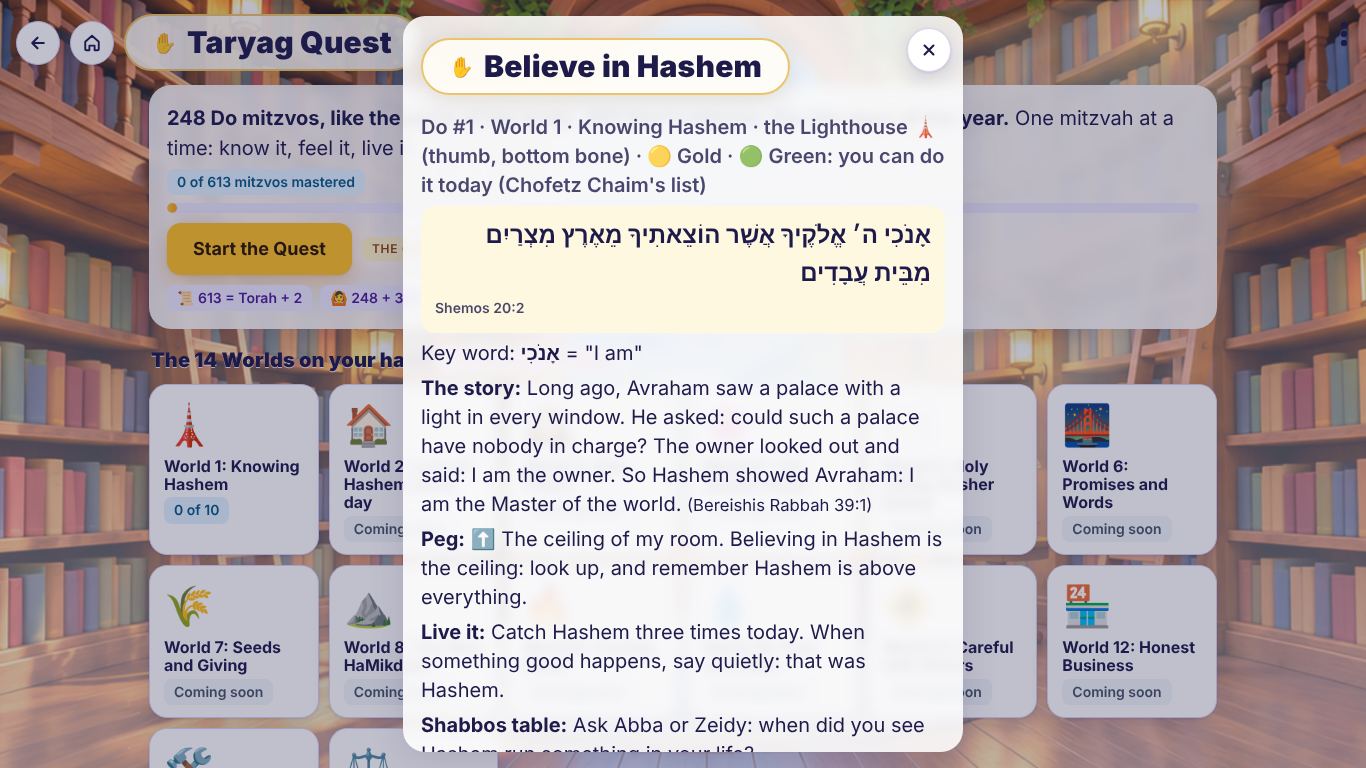 Taryag Quest
Believe in Hashem
248 Do mitzvos, like the
year. One mitzvah at a
time: know it, feel it, live i
0 of 613 mitzvos mastered
Start the Quest
THE
613 = Torah + 2
248 + 3
Do #1 · World 1 · Knowing Hashem · the Lighthouse
(thumb, bottom bone) · Gold · Green: you can do
it today (Chofetz Chaim's list)
אָנֹכִי ה׳ אֱלֹקֶיךָ אֲשֶׁר הוֹצֵאתִיךָ מֵאֶרֶץ מִצְרַיִם
מִבֵּית עֲבָדִים
Shemos 20:2
Key word: אָנֹכִי = "I am"
The story: Long ago, Avraham saw a palace with a
light in every window. He asked: could such a palace
have nobody in charge? The owner looked out and
said: I am the owner. So Hashem showed Avraham: I
am the Master of the world. (Bereishis Rabbah 39:1)
Peg: The ceiling of my room. Believing in Hashem is
the ceiling: look up, and remember Hashem is above
everything.
Live it: Catch Hashem three times today. When
something good happens, say quietly: that was
Hashem.
Shabbos table: Ask Abba or Zeidy: when did you see
Hashem run something in your life?
The 14 Worlds on your ha
World 1: Knowing
Hashem
0 of 10
World 2
Hashem
day
Coming
World 6:
Promises and
Words
Coming soon
World 7: Seeds
and Giving
Coming soon
World 8
HaMikd
Coming
24
World 12: Honest
Business
Coming soon